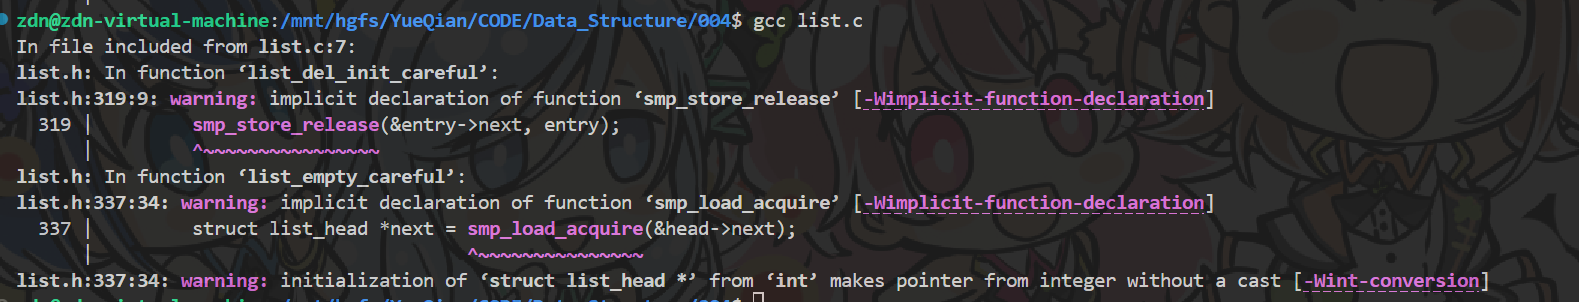 zdn@zdn-virtual-machine:/mnt/hgfs/YueQian/CODE/Data_Structure/004$ gcc list.c
In file included from list.c:7:
list.h: In function ‘list_del_init_careful’:
list.h:319:9: warning: implicit declaration of function ‘smp_store_release’ [-Wimplicit-function-declaration]
  319 |         smp_store_release(&entry->next, entry);
      |         ^~~~~~~~~~~~~~~~~
list.h: In function ‘list_empty_careful’:
list.h:337:34: warning: implicit declaration of function ‘smp_load_acquire’ [-Wimplicit-function-declaration]
  337 |         struct list_head *next = smp_load_acquire(&head->next);
      |                                  ^~~~~~~~~~~~~~~~
list.h:337:34: warning: initialization of ‘struct list_head *’ from ‘int’ makes pointer from integer without a cast [-Wint-conversion]